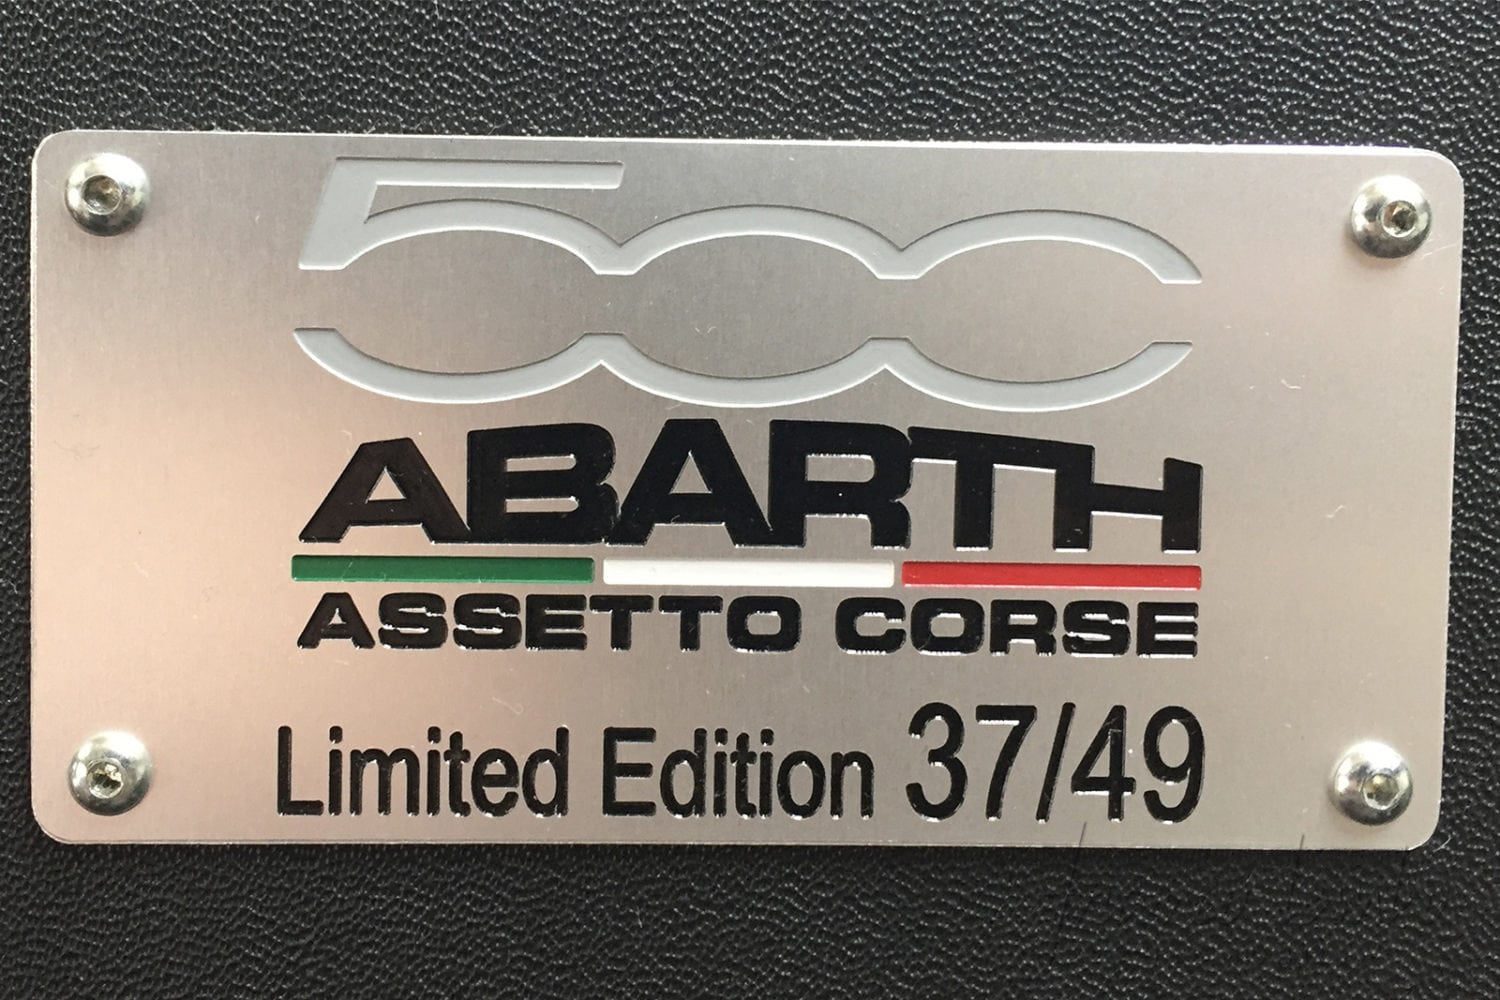 500
ABARTH
ASSETTO CORSE
Limited Edition 37/49